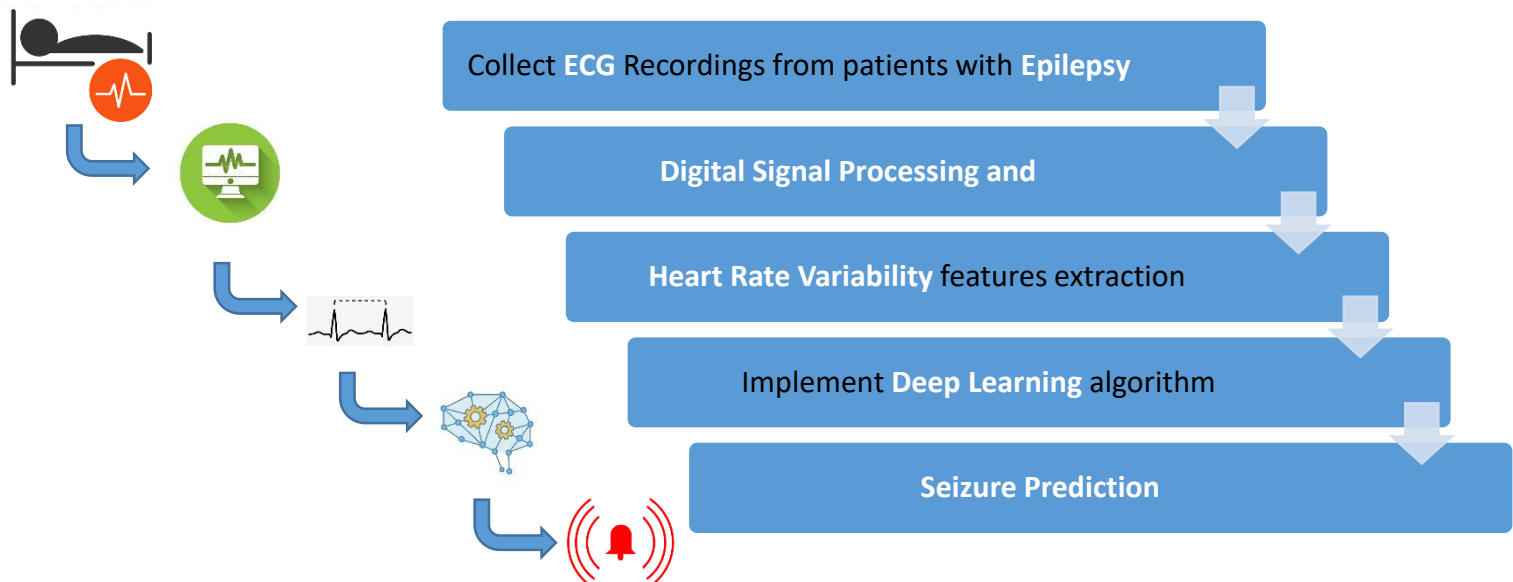 Collect ECG Recordings from patients with Epilepsy
Digital Signal Processing and
Heart Rate Variability features extraction
Implement Deep Learning algorithm
Seizure Prediction